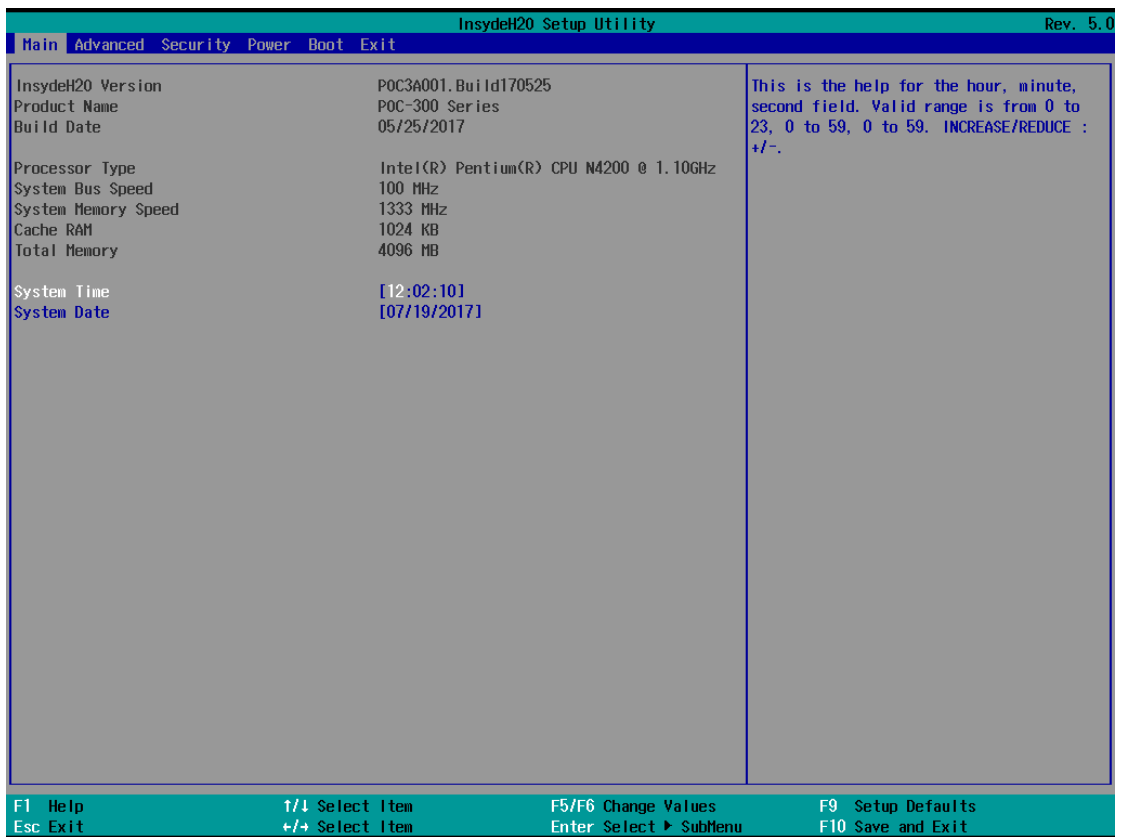 InsydeH20 Setup Utility Rev. 5.0
Main Advanced Security Power Boot Exit
InsydeH20 Version POC3A001.Build170525
Product Name POC-300 Series
Build Date 05/25/2017
Processor Type Intel(R) Pentium(R) CPU N4200 @ 1.10GHz
System Bus Speed 100 MHz
System Memory Speed 1333 MHz
Cache RAM 1024 KB
Total Memory 4096 MB
System Time [12:02:10]
System Date [07/19/2017]
This is the help for the hour, minute,
second field. Valid range is from 0 to
23, 0 to 59, 0 to 59. INCREASE/REDUCE :
+/-.
F1 Help ↑/↓ Select Item F5/F6 Change Values F9 Setup Defaults
Esc Exit ←/→ Select Item Enter Select ▶ SubMenu F10 Save and Exit